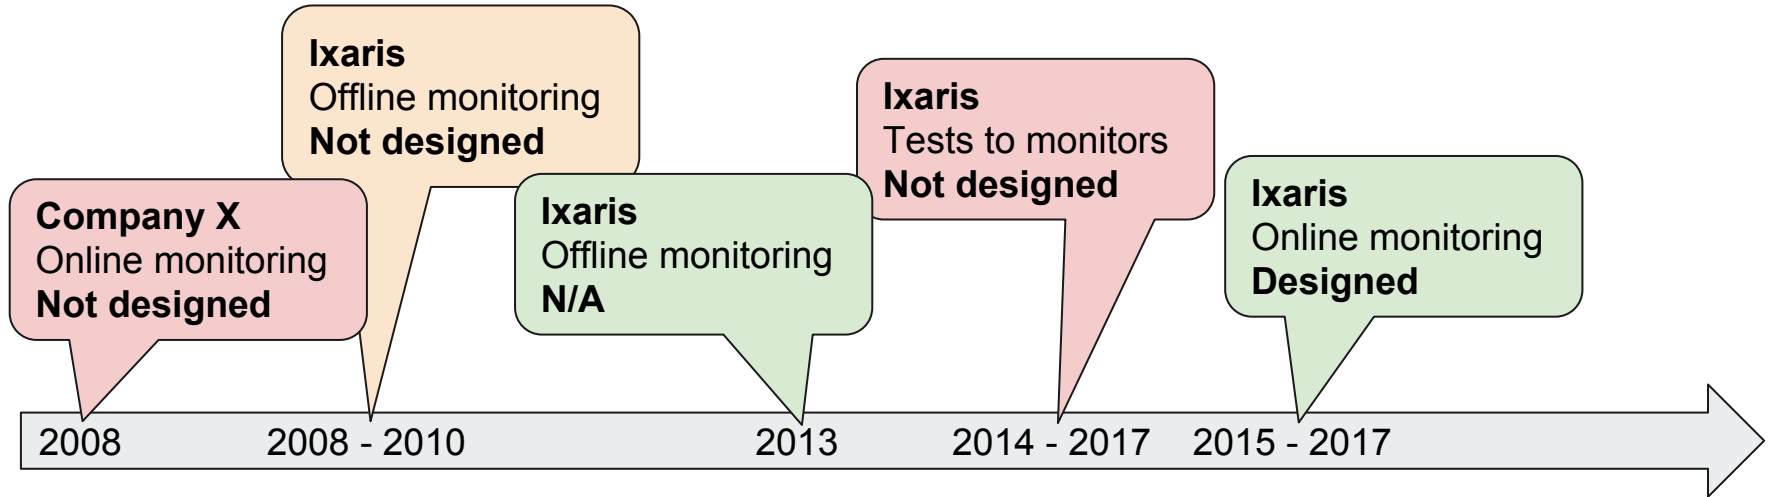 Company X
Online monitoring
Not designed
Ixaris
Offline monitoring
Not designed
Ixaris
Offline monitoring
N/A
Ixaris
Tests to monitors
Not designed
Ixaris
Online monitoring
Designed
2008
2008 - 2010
2013
2014 - 2017
2015 - 2017